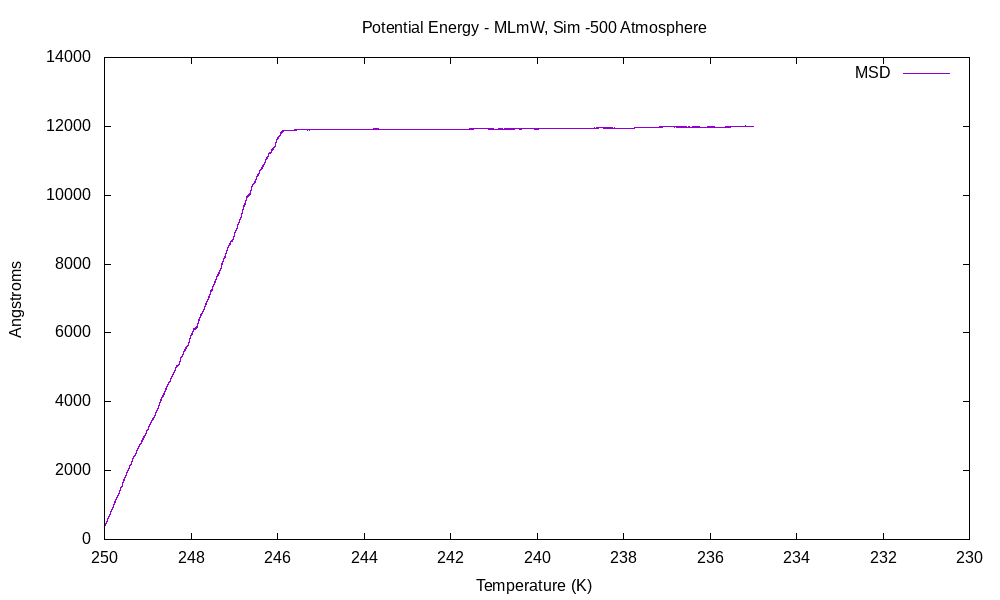 Potential Energy - MLmW, Sim -500 Atmosphere
MSD
14000
12000
10000
8000
6000
4000
2000
0
Angstroms
250 248 246 244 242 240 238 236 234 232 230
Temperature (K)